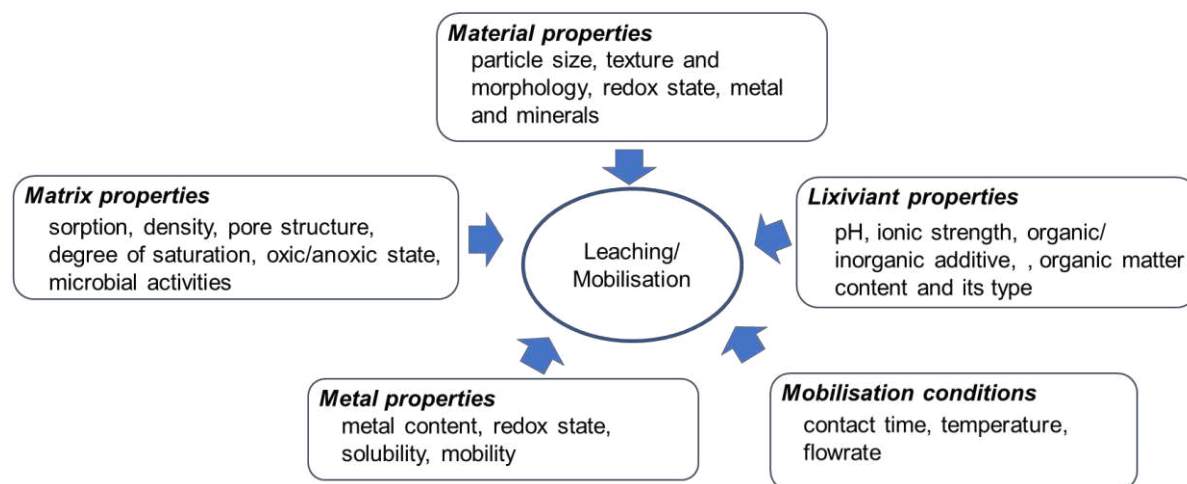 Material properties
particle size, texture and
morphology, redox state, metal
and minerals
Matrix properties
sorption, density, pore structure,
degree of saturation, oxic/anoxic state,
microbial activities
Leaching/
Mobilisation
Lixiviant properties
pH, ionic strength, organic/
inorganic additive, , organic matter
content and its type
Metal properties
metal content, redox state,
solubility, mobility
Mobilisation conditions
contact time, temperature,
flowrate